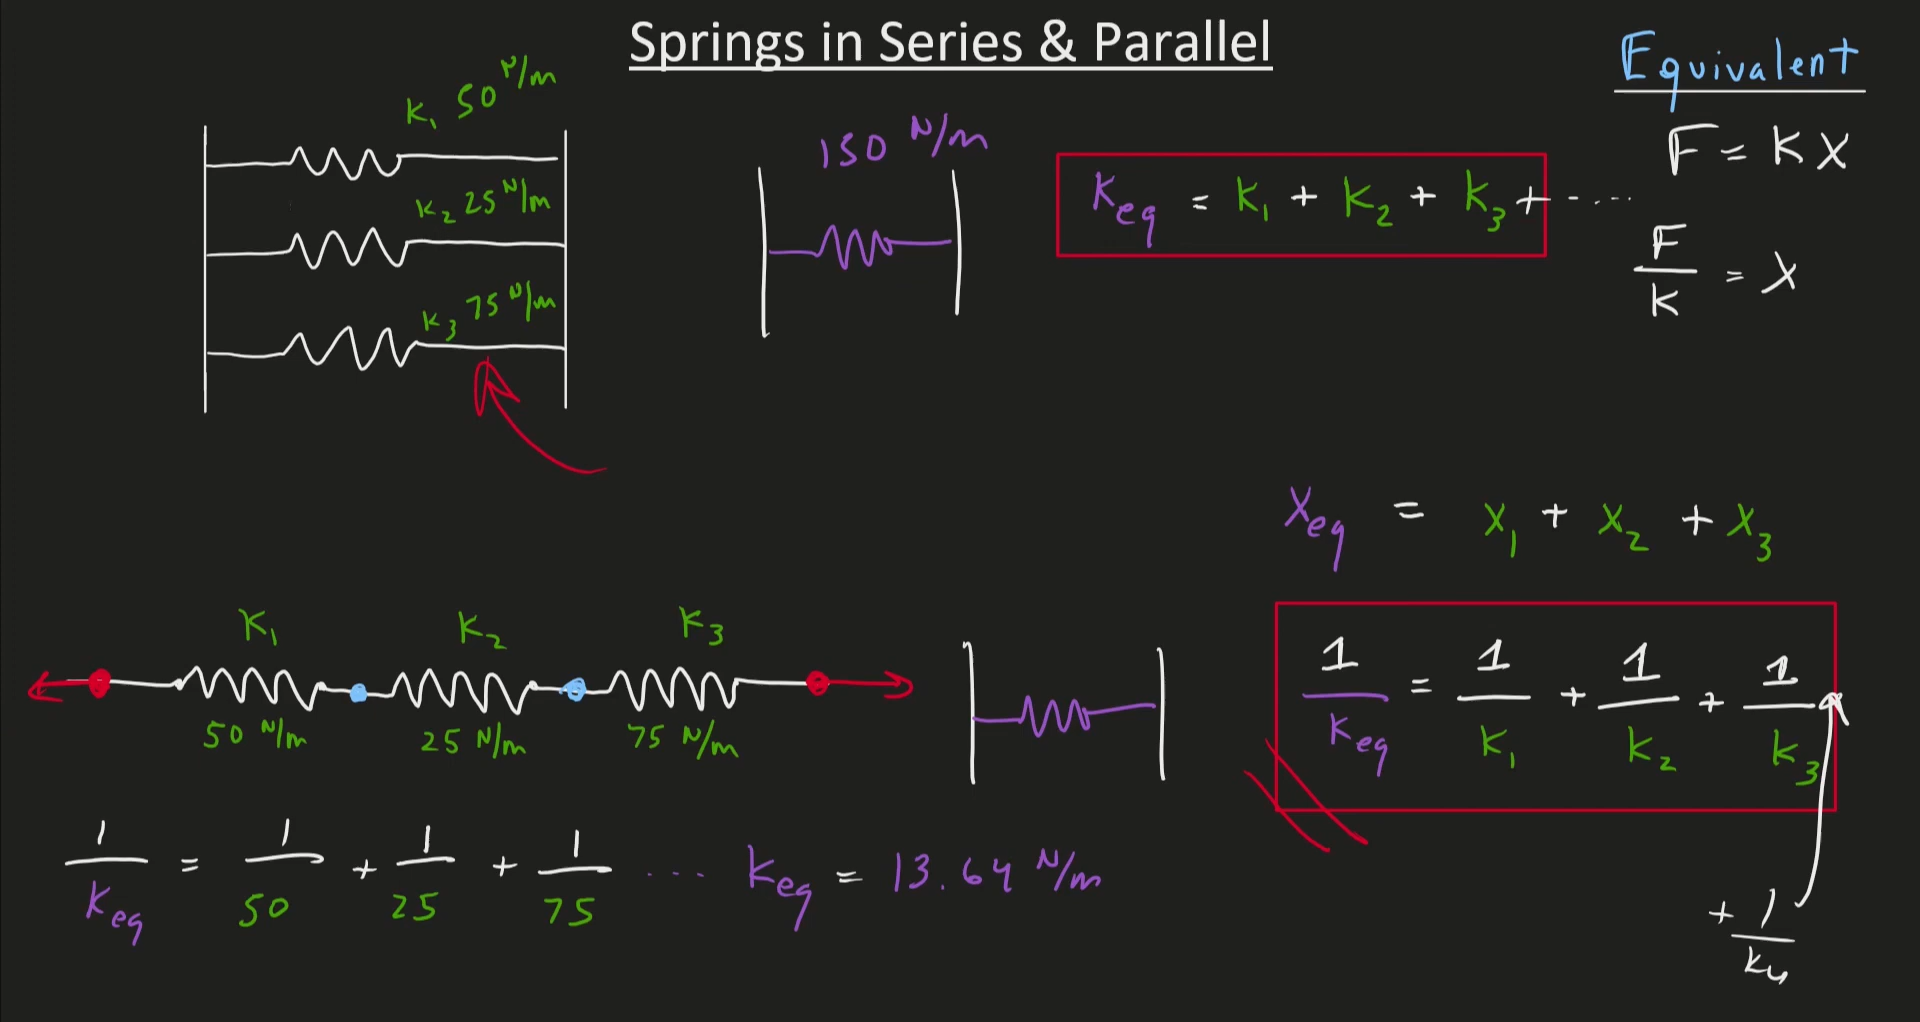 Springs in Series & Parallel
Equivalent
F = K X
F/K = X
K₁ 50 N/m
K₂ 25 N/m
K₃ 75 N/m
150 N/m
Keq = K₁ + K₂ + K₃ + - ....
Xeq = X₁ + X₂ + X₃
K₁ K₂ K₃
50 N/m 25 N/m 75 N/m
1/Keq = 1/K₁ + 1/K₂ + 1/K₃
+ 1/K₄
1/Keq = 1/50 + 1/25 + 1/75 ... Keq = 13.64 N/m